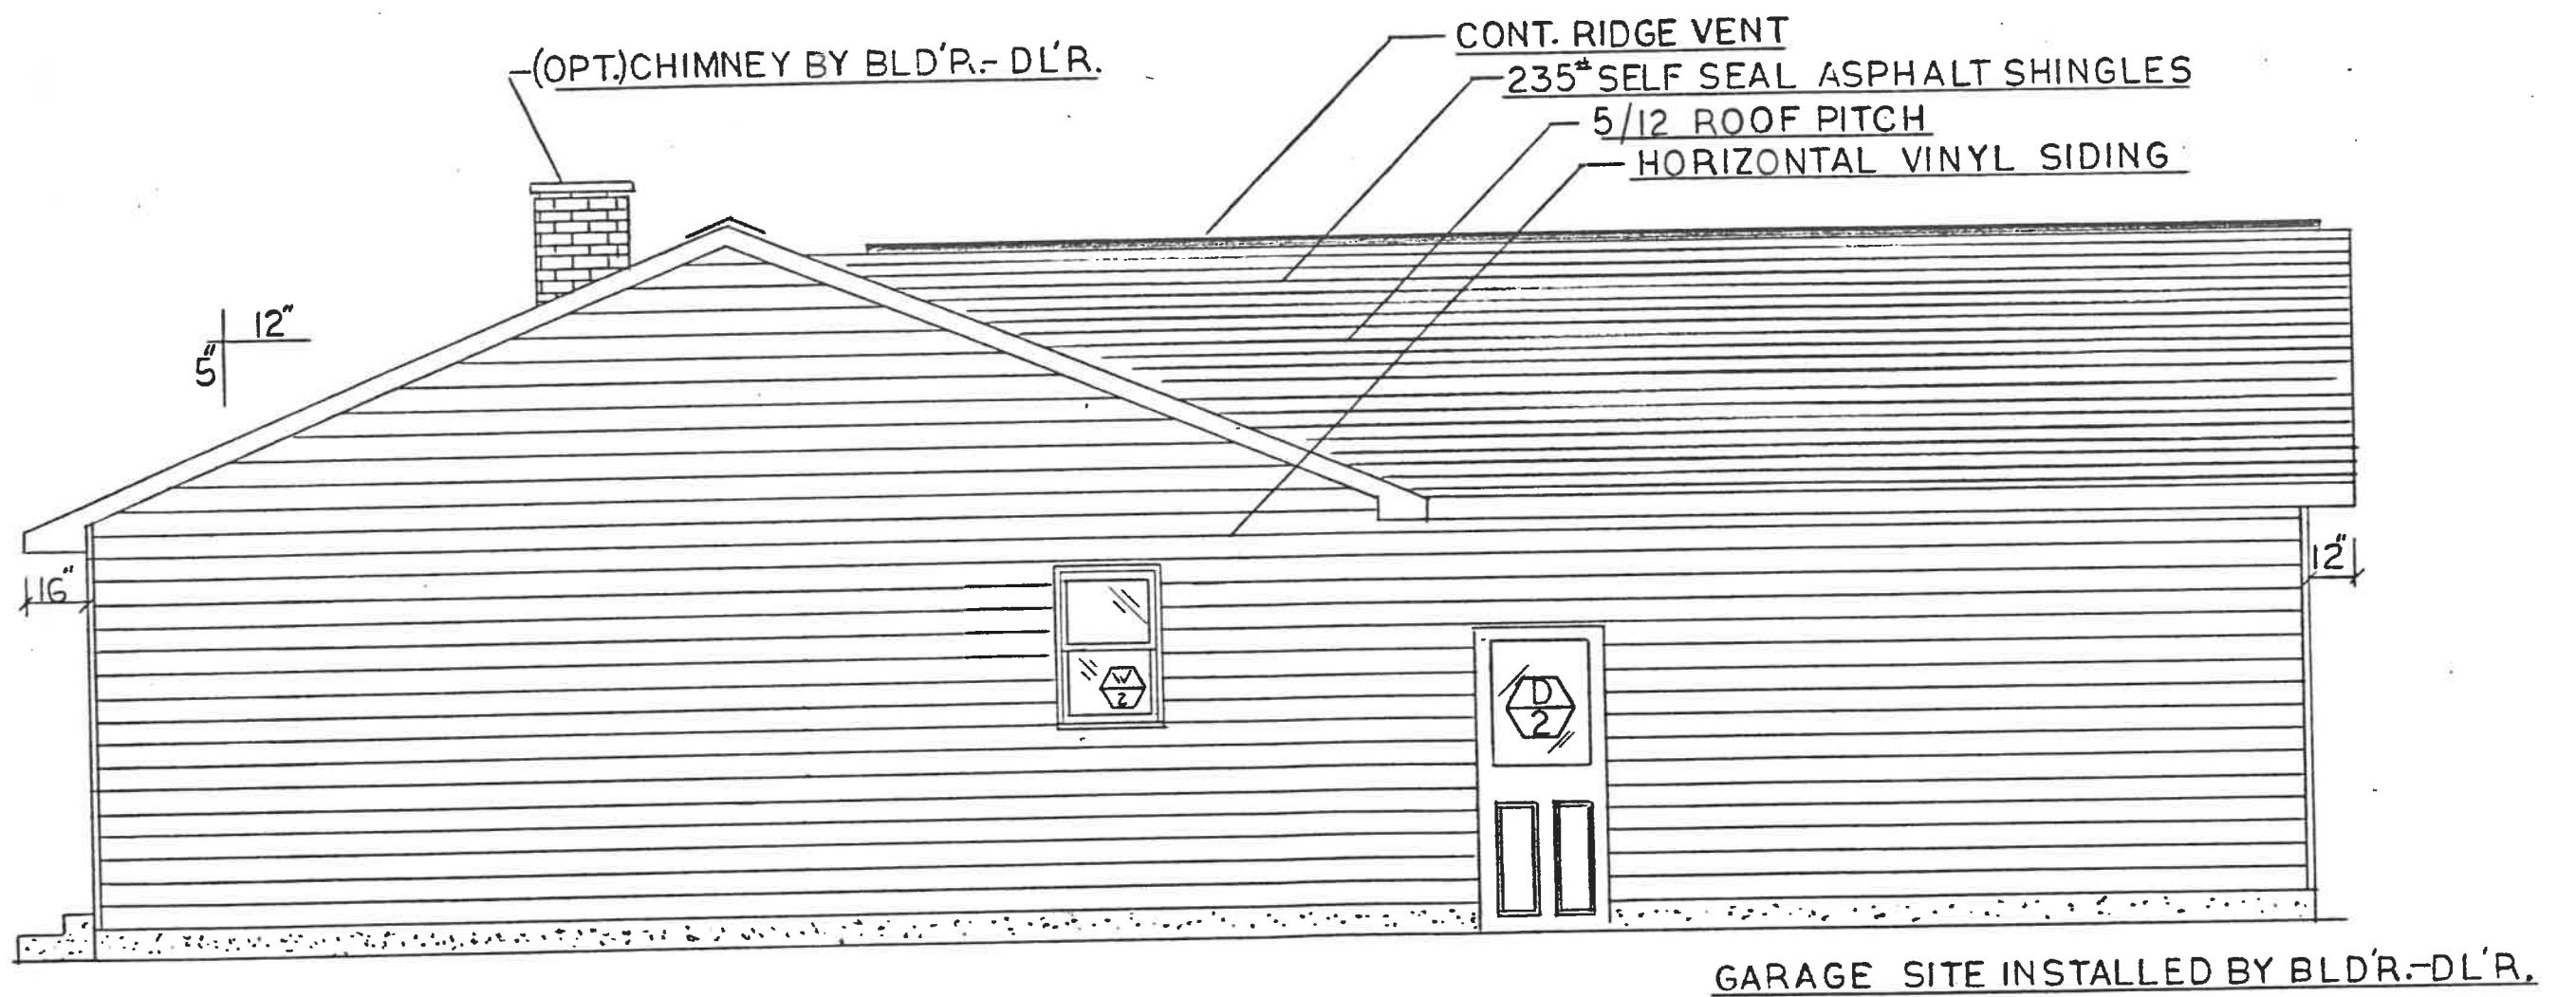 CONT. RIDGE VENT
(OPT.)CHIMNEY BY BLD'R.-DL'R.
235# SELF SEAL ASPHALT SHINGLES
5/12 ROOF PITCH
HORIZONTAL VINYL SIDING
12"
5"
16"
12"
W
2
D
2
GARAGE SITE INSTALLED BY BLD'R.-DL'R.